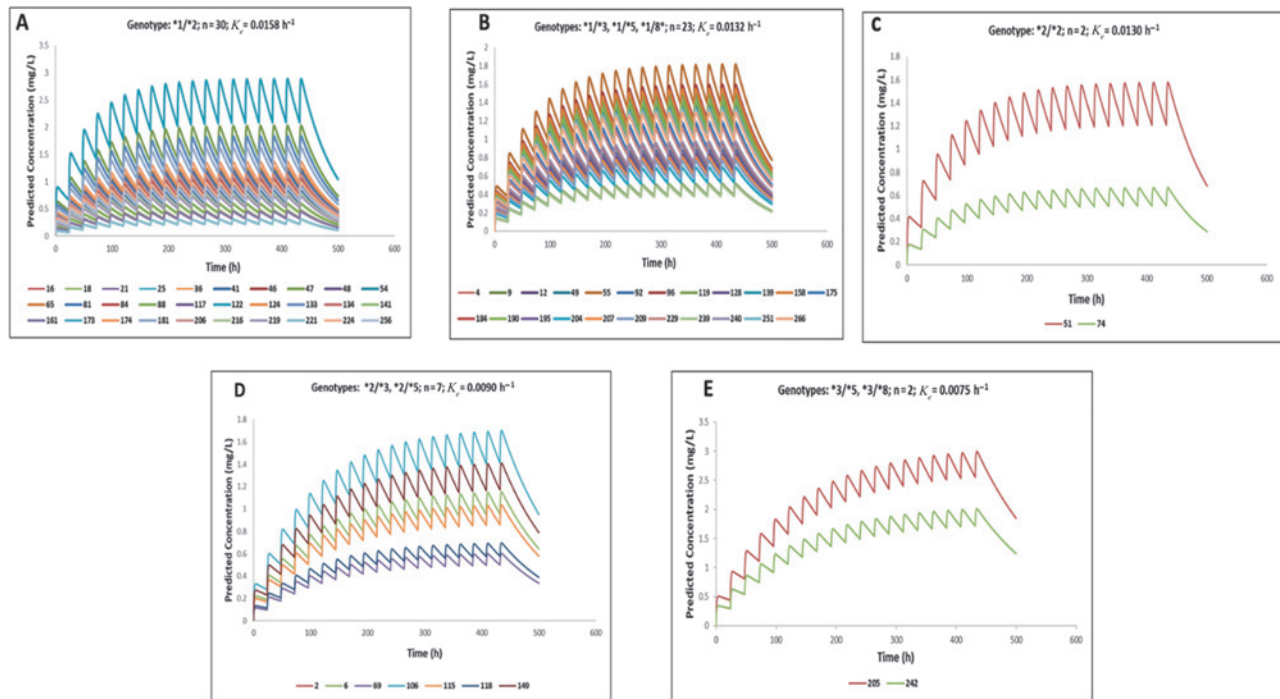 A
Genotype: *1/*2; n=30; Ke = 0.0158 h⁻¹
Predicted Concentration (mg/L)
3.5
3
2.5
2
1.5
1
0.5
0
0 100 200 300 400 500 600
Time (h)
16 18 21 25 36 41 46 47 48 54
65 81 84 88 117 122 124 133 134 141
161 173 174 181 206 216 219 221 224 256
B
Genotypes: *1/*3, *1/*5, *1/8*; n=23; Ke = 0.0132 h⁻¹
Predicted Concentration (mg/L)
2
1.8
1.6
1.4
1.2
1
0.8
0.6
0.4
0.2
0
0 100 200 300 400 500 600
Time (h)
4 9 12 49 55 92 96 119 128 139 158 175
184 190 195 204 207 209 229 239 240 251 266
C
Genotype: *2/*2; n=2; Ke = 0.0130 h⁻¹
Predicted Concentration (mg/L)
1.8
1.6
1.4
1.2
1
0.8
0.6
0.4
0.2
0
0 100 200 300 400 500 600
Time (h)
51 74
D
Genotypes: *2/*3, *2/*5; n=7; Ke = 0.0090 h⁻¹
Predicted Concentration (mg/L)
1.8
1.6
1.4
1.2
1
0.8
0.6
0.4
0.2
0
0 100 200 300 400 500 600
Time (h)
2 6 69 106 115 118 149
E
Genotypes: *3/*5, *3/*8; n=2; Ke = 0.0075 h⁻¹
Predicted Concentration (mg/L)
3.5
3
2.5
2
1.5
1
0.5
0
0 100 200 300 400 500 600
Time (h)
205 242